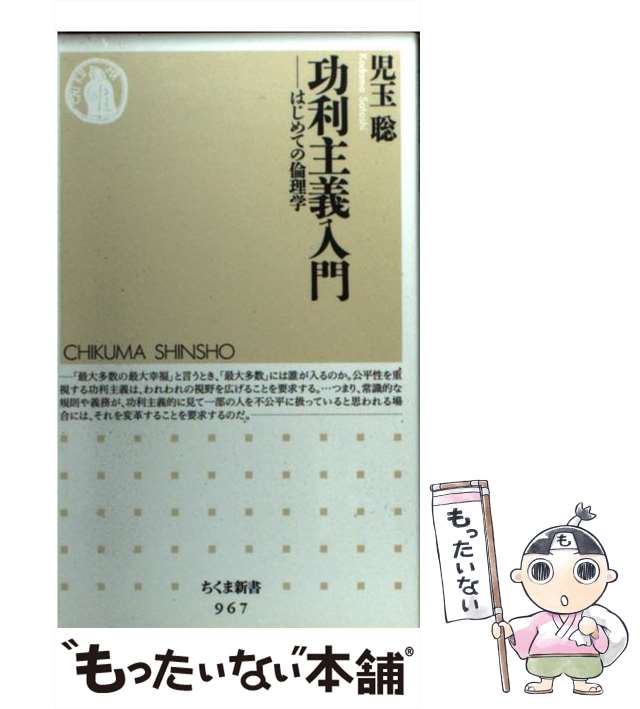 児玉 聡
Kodama Satoshi
功利主義入門
——はじめての倫理学
CHIKUMA SHINSHO
——「最大多数の最大幸福」と言うとき、「最大多数」には誰が入るのか。公平性を重
視する功利主義は、われわれの視野を広げることを要求する。…つまり、常識的な
規則や義務が、功利主義的に見て一部の人を不公平に扱っていると思われる場
合には、それを変革することを要求するのだ。——
ちくま新書
967
もったいない
も
“もったいない”本舗®